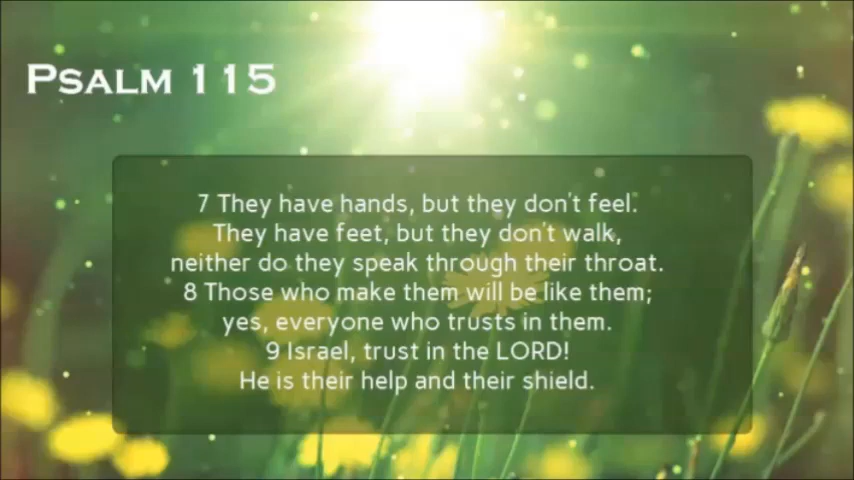 Psalm 115
7 They have hands, but they don't feel.
They have feet, but they don't walk,
neither do they speak through their throat.
8 Those who make them will be like them;
yes, everyone who trusts in them.
9 Israel, trust in the LORD!
He is their help and their shield.